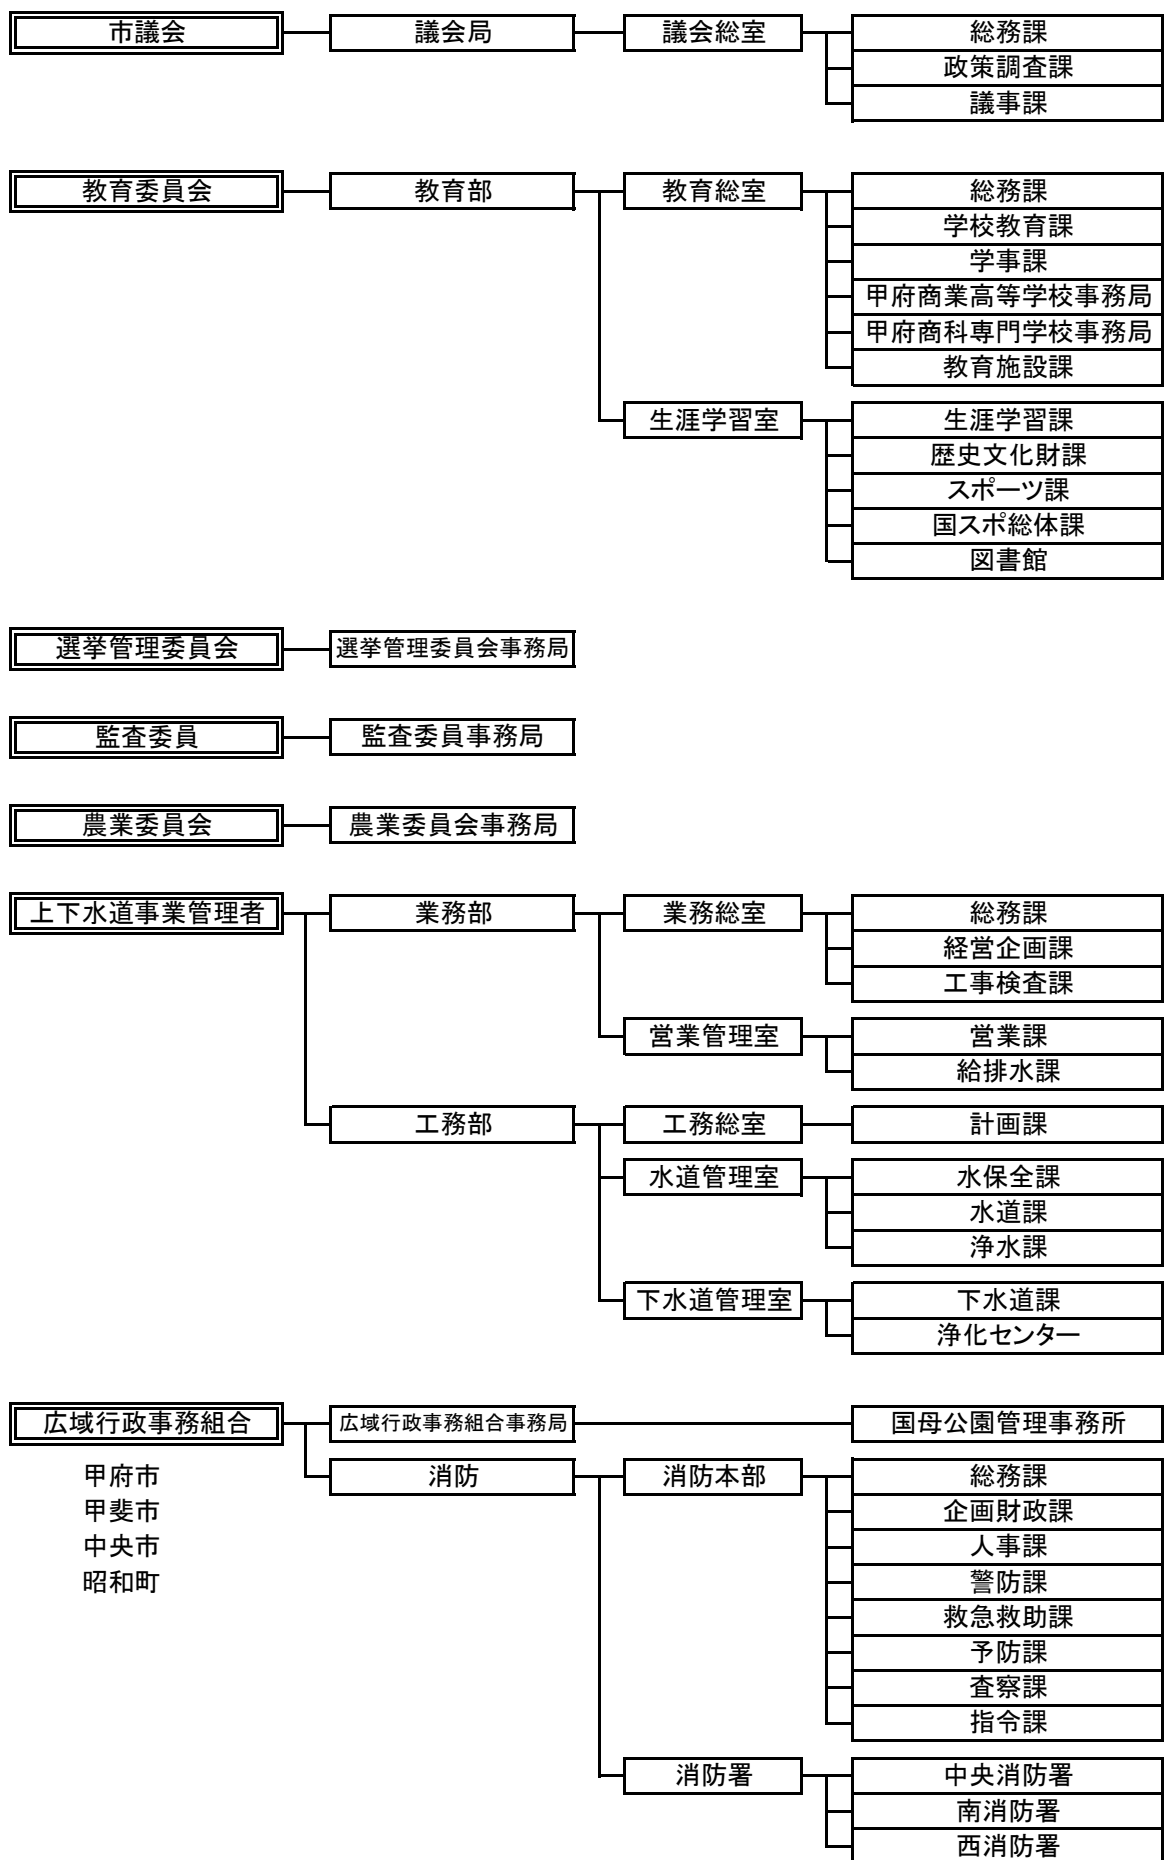 市議会 議会局 議会総室 総務課
政策調査課
議事課
教育委員会 教育部 教育総室 総務課
学校教育課
学事課
甲府商業高等学校事務局
甲府商科専門学校事務局
教育施設課
生涯学習室 生涯学習課
歴史文化財課
スポーツ課
国スポ総体課
図書館
選挙管理委員会 選挙管理委員会事務局
監査委員 監査委員事務局
農業委員会 農業委員会事務局
上下水道事業管理者 業務部 業務総室 総務課
経営企画課
工事検査課
営業管理室 営業課
給排水課
工務部 工務総室 計画課
水道管理室 水保全課
水道課
浄水課
下水道管理室 下水道課
浄化センター
広域行政事務組合 広域行政事務組合事務局 国母公園管理事務所
甲府市 消防 消防本部 総務課
甲斐市 企画財政課
中央市 人事課
昭和町 警防課
救急救助課
予防課
査察課
指令課
消防署 中央消防署
南消防署
西消防署